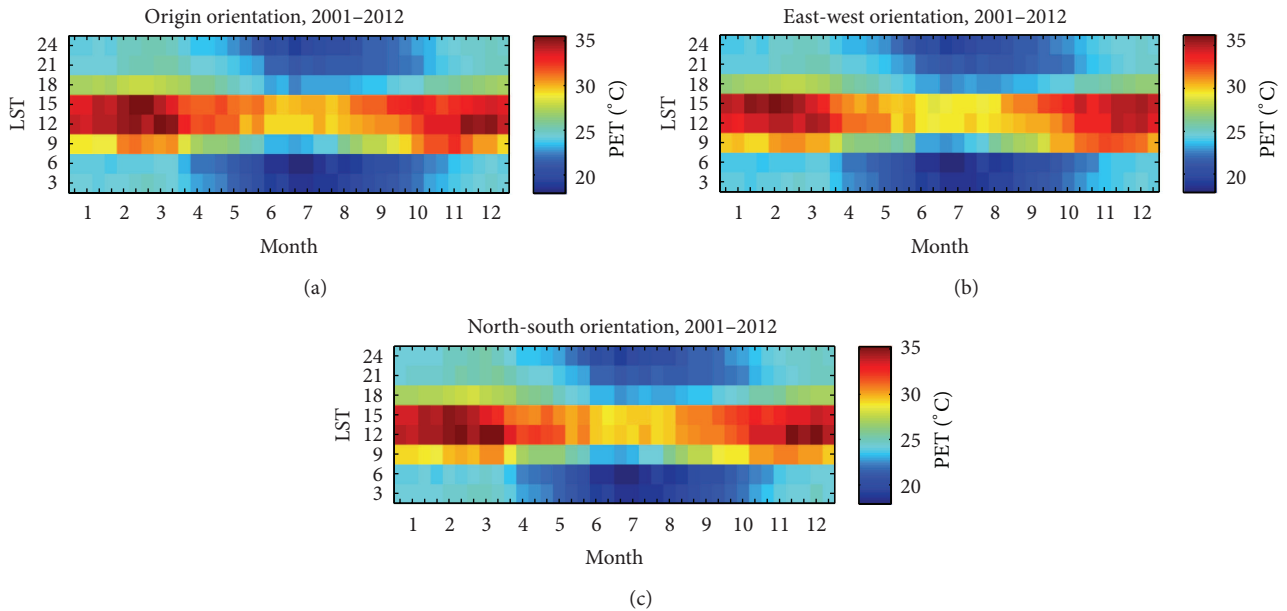 Origin orientation, 2001–2012
24
21
18
15
12
9
6
3
LST
1 2 3 4 5 6 7 8 9 10 11 12
Month
35
30
25
20
PET (°C)
(a)
East-west orientation, 2001–2012
24
21
18
15
12
9
6
3
LST
1 2 3 4 5 6 7 8 9 10 11 12
Month
35
30
25
20
PET (°C)
(b)
North-south orientation, 2001–2012
24
21
18
15
12
9
6
3
LST
1 2 3 4 5 6 7 8 9 10 11 12
Month
35
30
25
20
PET (°C)
(c)